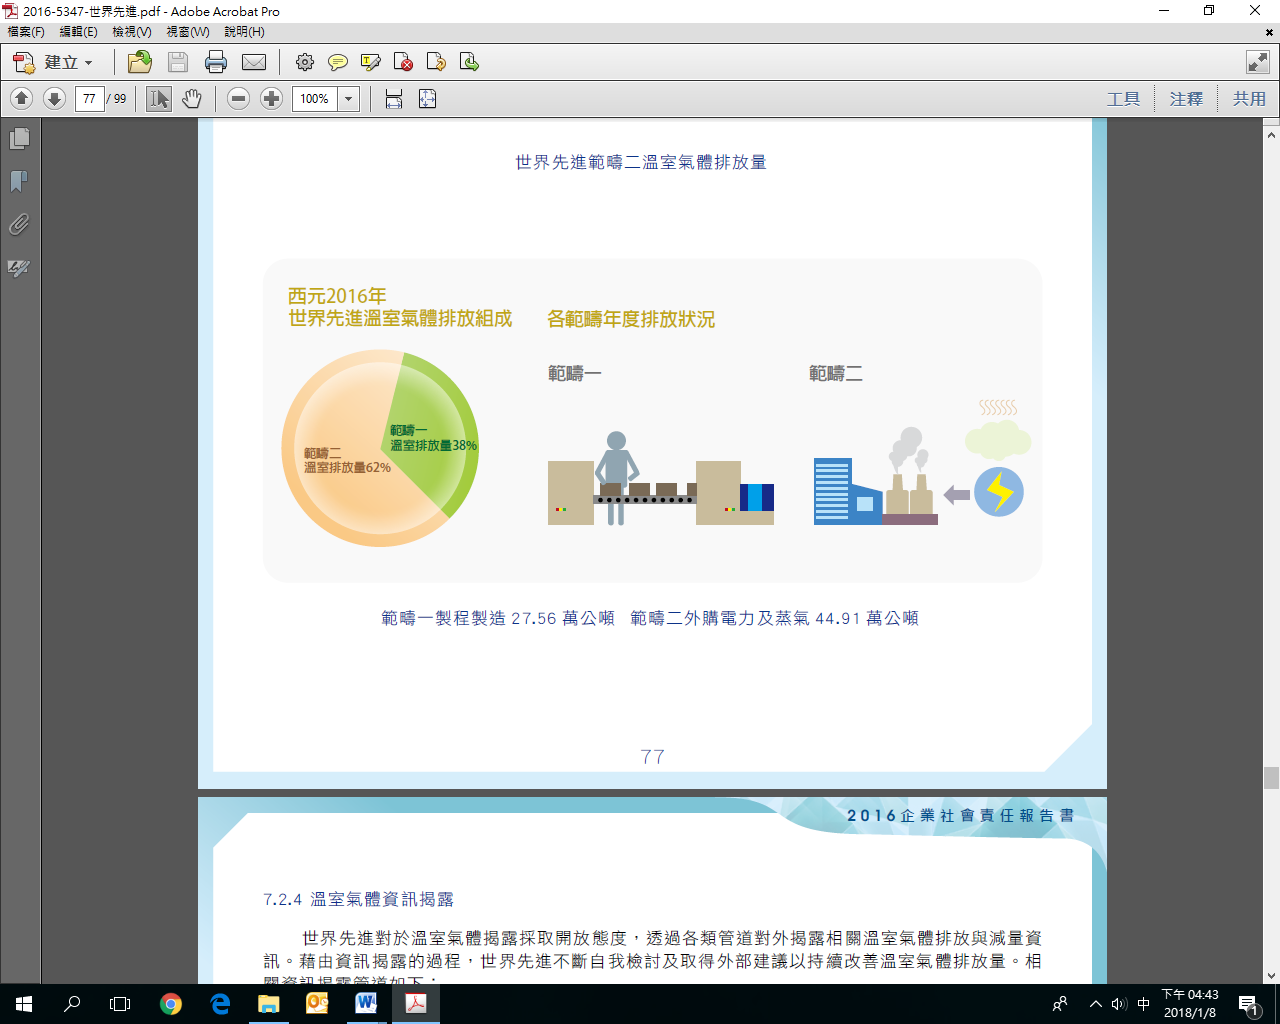 2016-5347-世界先進.pdf - Adobe Acrobat Pro
檔案(F) 編輯(E) 檢視(V) 視窗(W) 說明(H)
建立
77 / 99 100% 工具 注釋 共用
世界先進範疇二溫室氣體排放量
西元2016年
世界先進溫室氣體排放組成
各範疇年度排放狀況
範疇一
範疇二
範疇一
溫室排放量38%
範疇二
溫室排放量62%
範疇一製程製造 27.56 萬公噸 範疇二外購電力及蒸氣 44.91 萬公噸
77
2016企業社會責任報告書
7.2.4 溫室氣體資訊揭露
世界先進對於溫室氣體揭露採取開放態度，透過各類管道對外揭露相關溫室氣體排放與減量資
訊。藉由資訊揭露的過程，世界先進不斷自我檢討及取得外部建議以持續改善溫室氣體排放量。相
關資訊揭露管道如下：
中 下午 04:43
2018/1/8
1